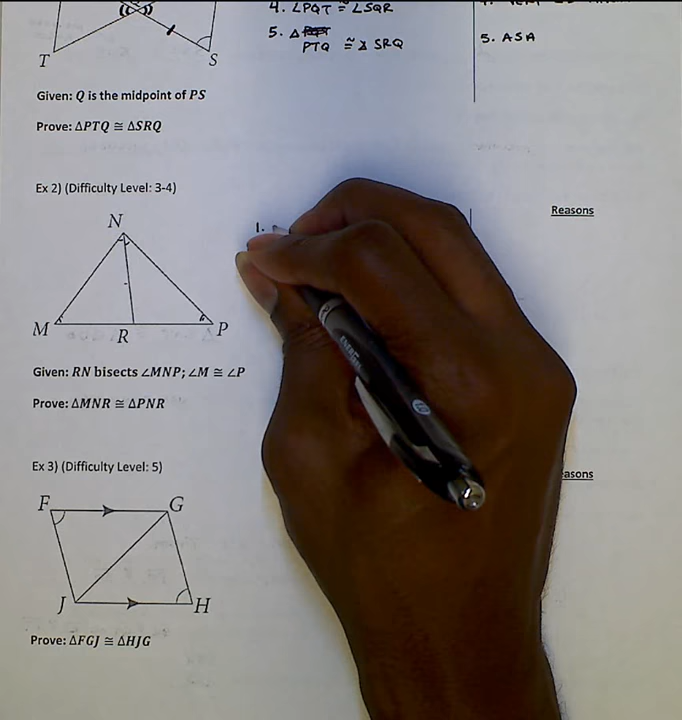 4. ∠PQT ≅ ∠SQR
T
S
5. △
PTQ ≅ △ SRQ
5. ASA
Given: Q is the midpoint of PS
Prove: ΔPTQ ≅ ΔSRQ
Ex 2) (Difficulty Level: 3-4)
N
1.
Reasons
M
R
P
Given: RN bisects ∠MNP; ∠M ≅ ∠P
Prove: ΔMNR ≅ ΔPNR
Ex 3) (Difficulty Level: 5)
easons
F
G
J
H
Prove: ΔFGJ ≅ ΔHJG